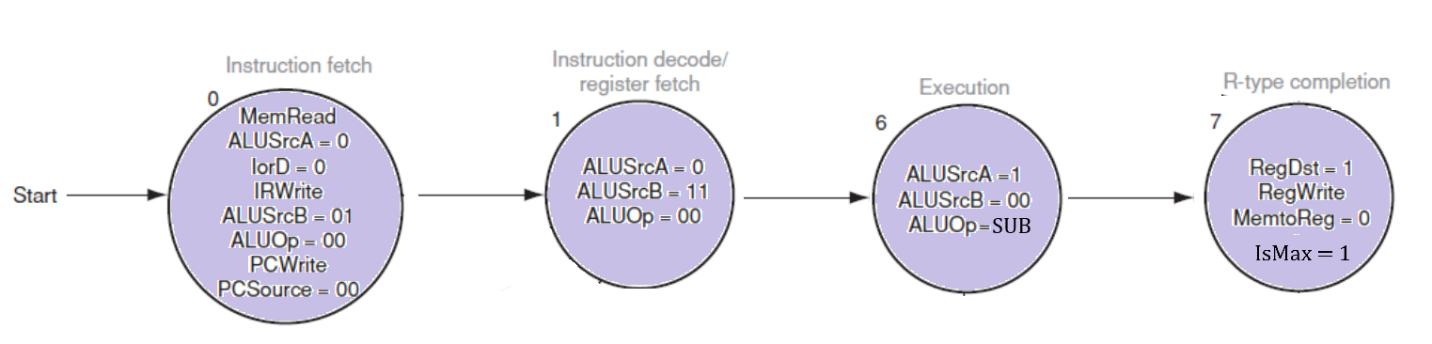 Start
Instruction fetch
0
MemRead
ALUSrcA = 0
IorD = 0
IRWrite
ALUSrcB = 01
ALUOp = 00
PCWrite
PCSource = 00
Instruction decode/
register fetch
1
ALUSrcA = 0
ALUSrcB = 11
ALUOp = 00
Execution
6
ALUSrcA =1
ALUSrcB = 00
ALUOp=SUB
R-type completion
7
RegDst = 1
RegWrite
MemtoReg = 0
IsMax = 1